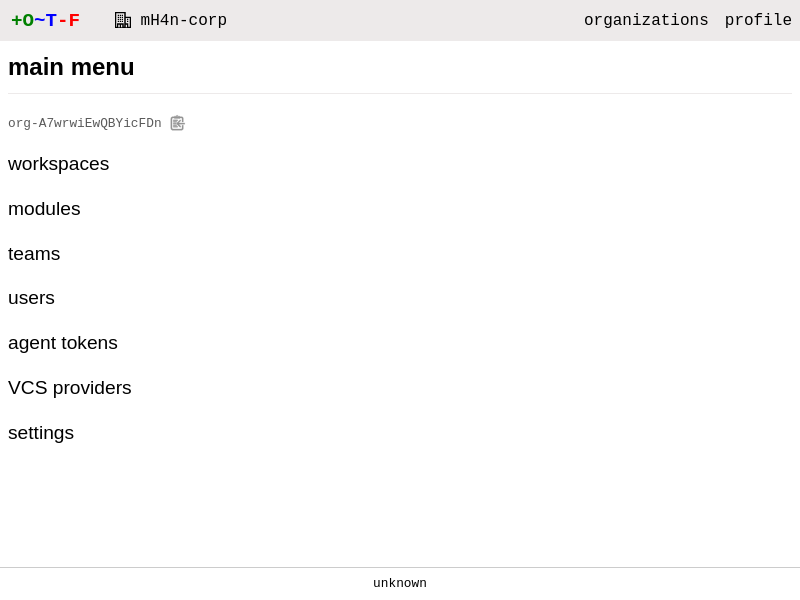 +O~T-F mH4n-corp organizations profile
main menu
org-A7wrwiEwQBYicFDn
workspaces
modules
teams
users
agent tokens
VCS providers
settings
unknown